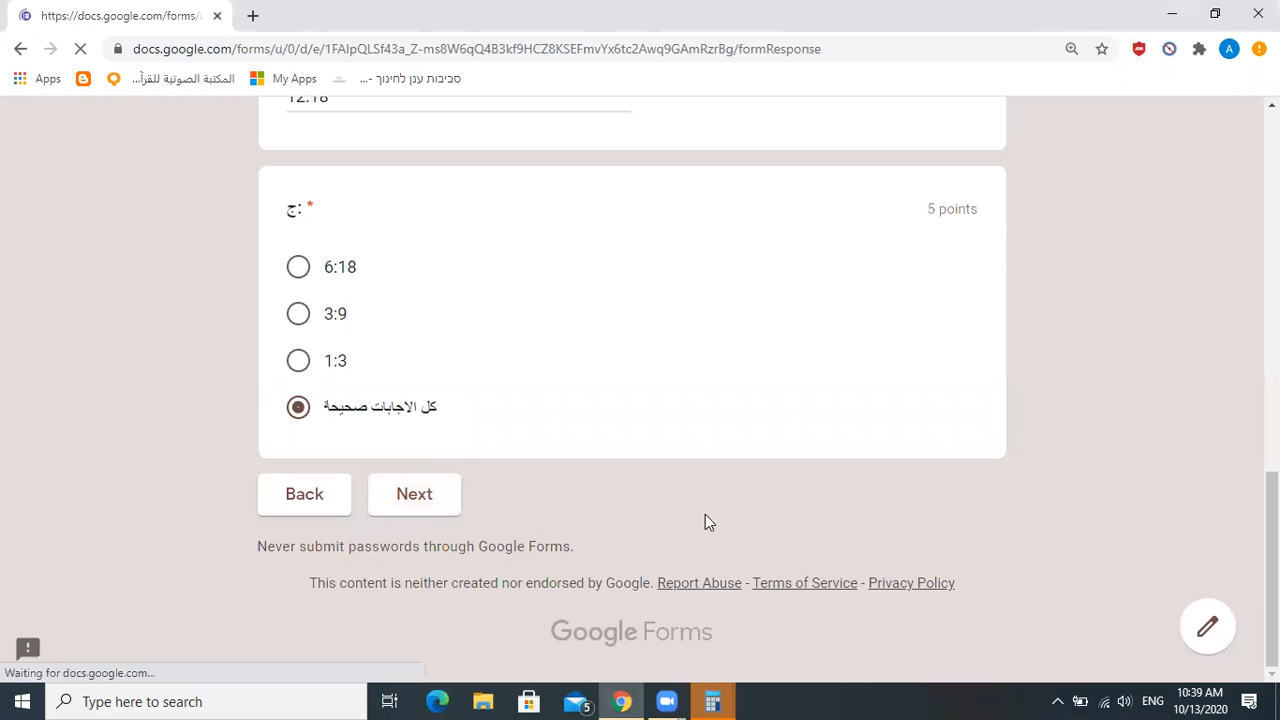 https://docs.google.com/forms/
docs.google.com/forms/u/0/d/e/1FAIpQLSf43a_Z-ms8W6qQ4B3kf9HCZ8KSEFmvYx6tc2Awq9GAmRzrBg/formResponse
A
Apps
المكتبة الصوتية للقرآ...
My Apps
סביבות ענן לחינוך -...
12:18
ج: *
5 points
6:18
3:9
1:3
كل الاجابات صحيحة
Back
Next
Never submit passwords through Google Forms.
This content is neither created nor endorsed by Google. Report Abuse - Terms of Service - Privacy Policy
Google Forms
Waiting for docs.google.com...
Type here to search
5
ENG
10:39 AM
10/13/2020